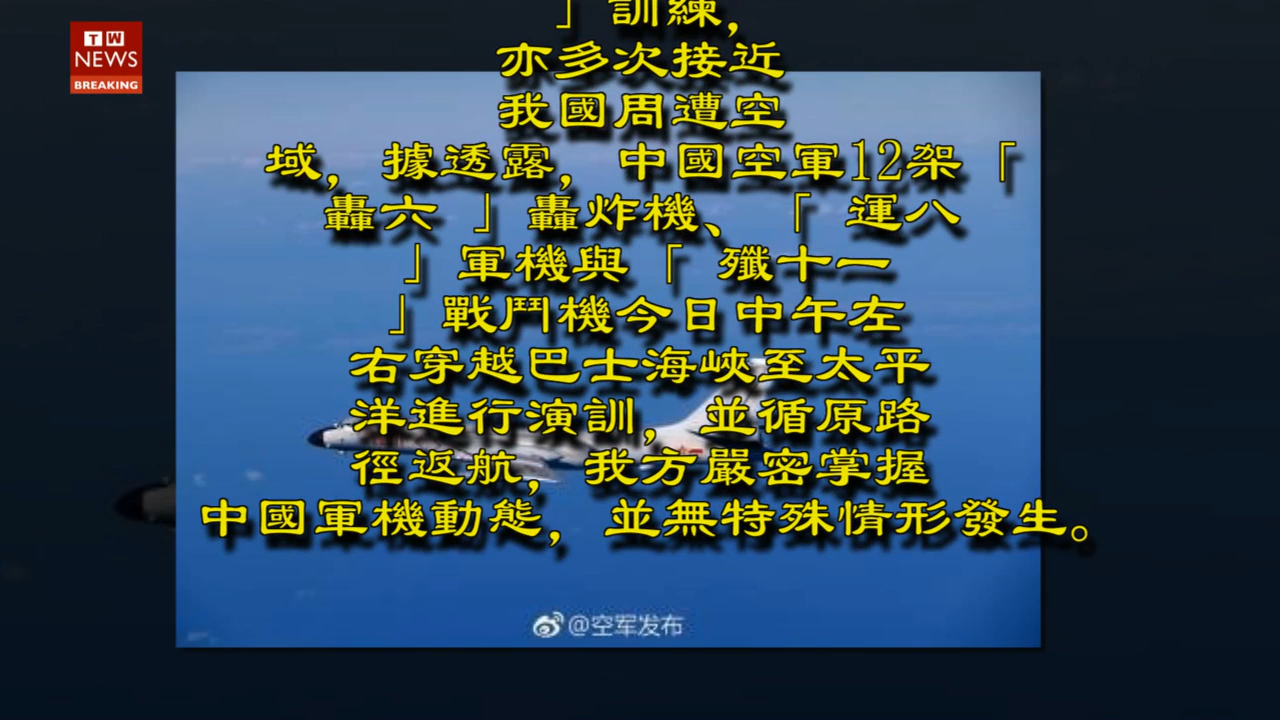 TW
NEWS
BREAKING
」訓練,
亦多次接近
我國周遭空
域, 據透露, 中國空軍12架「
轟六 」轟炸機、「 運八
」軍機與「 殲十一
」戰鬥機今日中午左
右穿越巴士海峽至太平
洋進行演訓, 並循原路
徑返航, 我方嚴密掌握
中國軍機動態, 並無特殊情形發生。
@空军发布